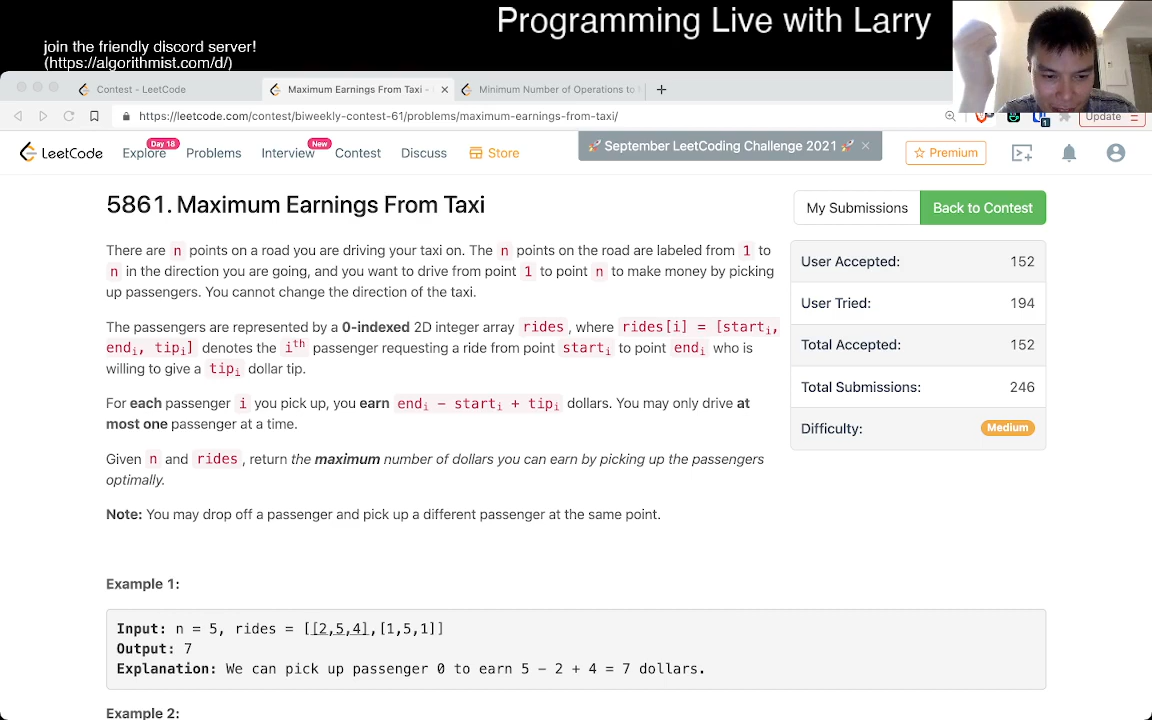 Programming Live with Larry
join the friendly discord server!
(https://algorithmist.com/d/)
Contest - LeetCode
Maximum Earnings From Taxi -
Minimum Number of Operations to
https://leetcode.com/contest/biweekly-contest-61/problems/maximum-earnings-from-taxi/
Update
LeetCode
Day 18
Explore
Problems
New
Interview
Contest
Discuss
Store
🚀 September LeetCoding Challenge 2021 🚀
Premium
5861. Maximum Earnings From Taxi
My Submissions
Back to Contest
There are n points on a road you are driving your taxi on. The n points on the road are labeled from 1 to
n in the direction you are going, and you want to drive from point 1 to point n to make money by picking
up passengers. You cannot change the direction of the taxi.
The passengers are represented by a 0-indexed 2D integer array rides, where rides[i] = [startᵢ,
endᵢ, tipᵢ] denotes the iᵗʰ passenger requesting a ride from point startᵢ to point endᵢ who is
willing to give a tipᵢ dollar tip.
For each passenger i you pick up, you earn endᵢ - startᵢ + tipᵢ dollars. You may only drive at
most one passenger at a time.
Given n and rides, return the maximum number of dollars you can earn by picking up the passengers
optimally.
Note: You may drop off a passenger and pick up a different passenger at the same point.
User Accepted: 152
User Tried: 194
Total Accepted: 152
Total Submissions: 246
Difficulty: Medium
Example 1:
Input: n = 5, rides = [[2,5,4],[1,5,1]]
Output: 7
Explanation: We can pick up passenger 0 to earn 5 - 2 + 4 = 7 dollars.
Example 2: